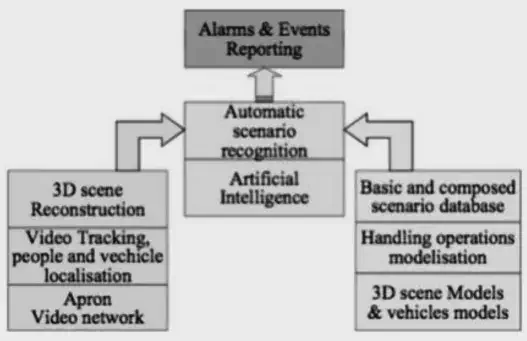 Alarms & Events
Reporting
Automatic
scenario
recognition
Artificial
Intelligence
3D scene
Reconstruction
Video Tracking,
people and vechicle
localisation
Apron
Video network
Basic and composed
scenario database
Handling operations
modelisation
3D scene Models
& vehicles models